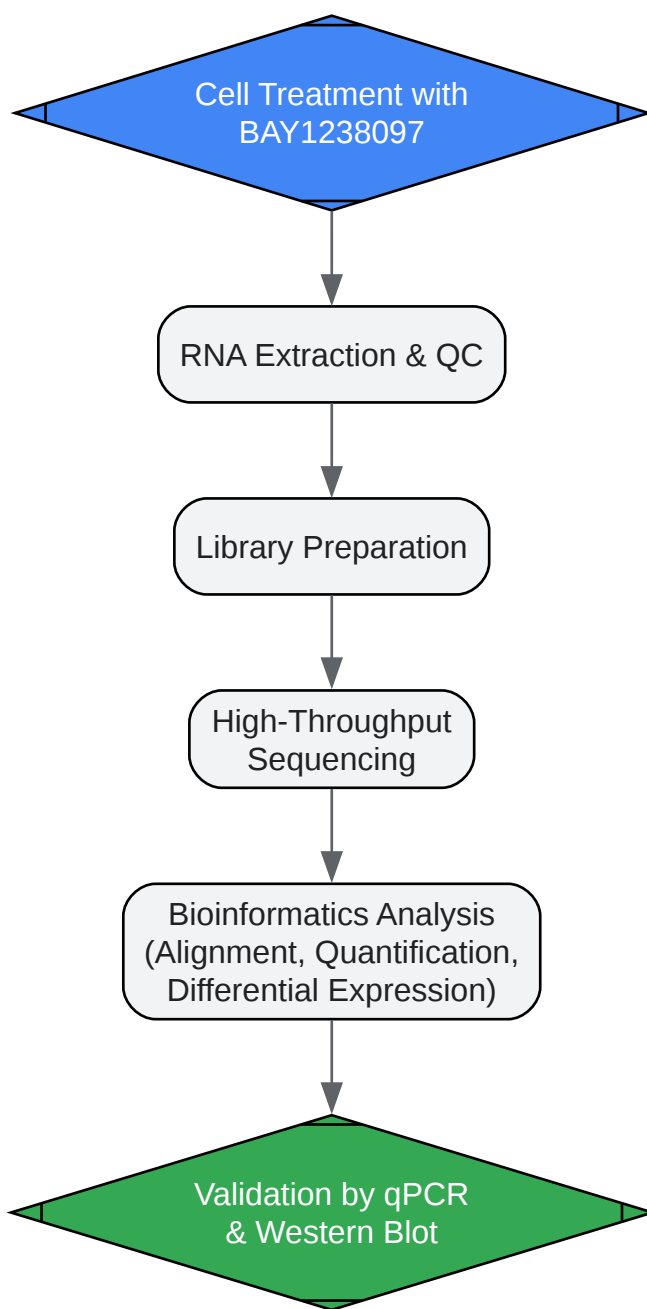 Cell Treatment with
BAY1238097
RNA Extraction & QC
Library Preparation
High-Throughput
Sequencing
Bioinformatics Analysis
(Alignment, Quantification,
Differential Expression)
Validation by qPCR
& Western Blot